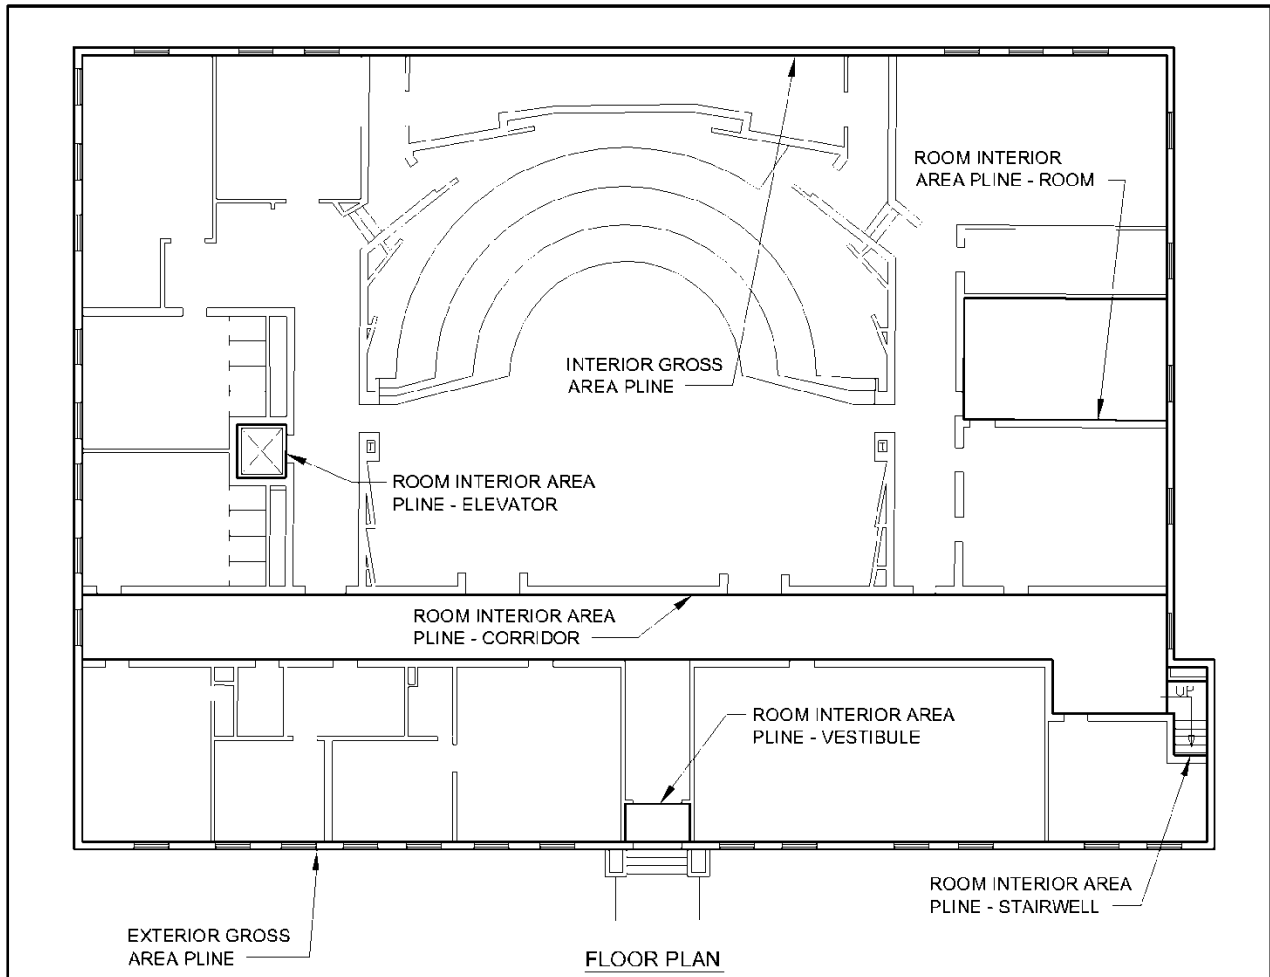 ROOM INTERIOR
AREA PLINE - ROOM
INTERIOR GROSS
AREA PLINE
ROOM INTERIOR AREA
PLINE - ELEVATOR
ROOM INTERIOR AREA
PLINE - CORRIDOR
UP
ROOM INTERIOR AREA
PLINE - VESTIBULE
ROOM INTERIOR AREA
PLINE - STAIRWELL
EXTERIOR GROSS
AREA PLINE
FLOOR PLAN